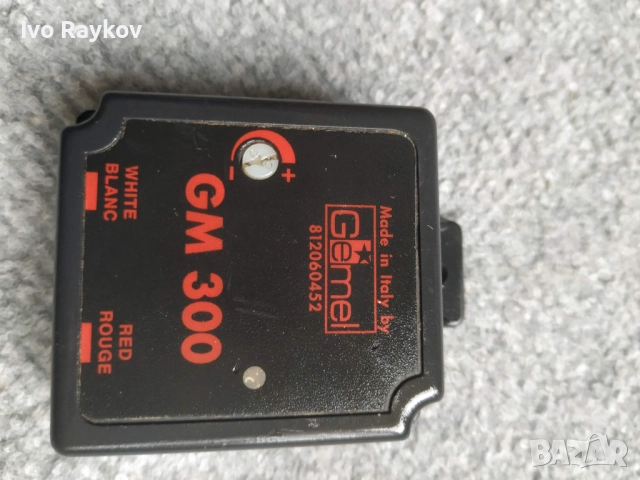 Ivo Raykov
Made in Italy by
Gemel
812060452
+
-
GM 300
WHITE
BLANC
RED
ROUGE
BAZAR